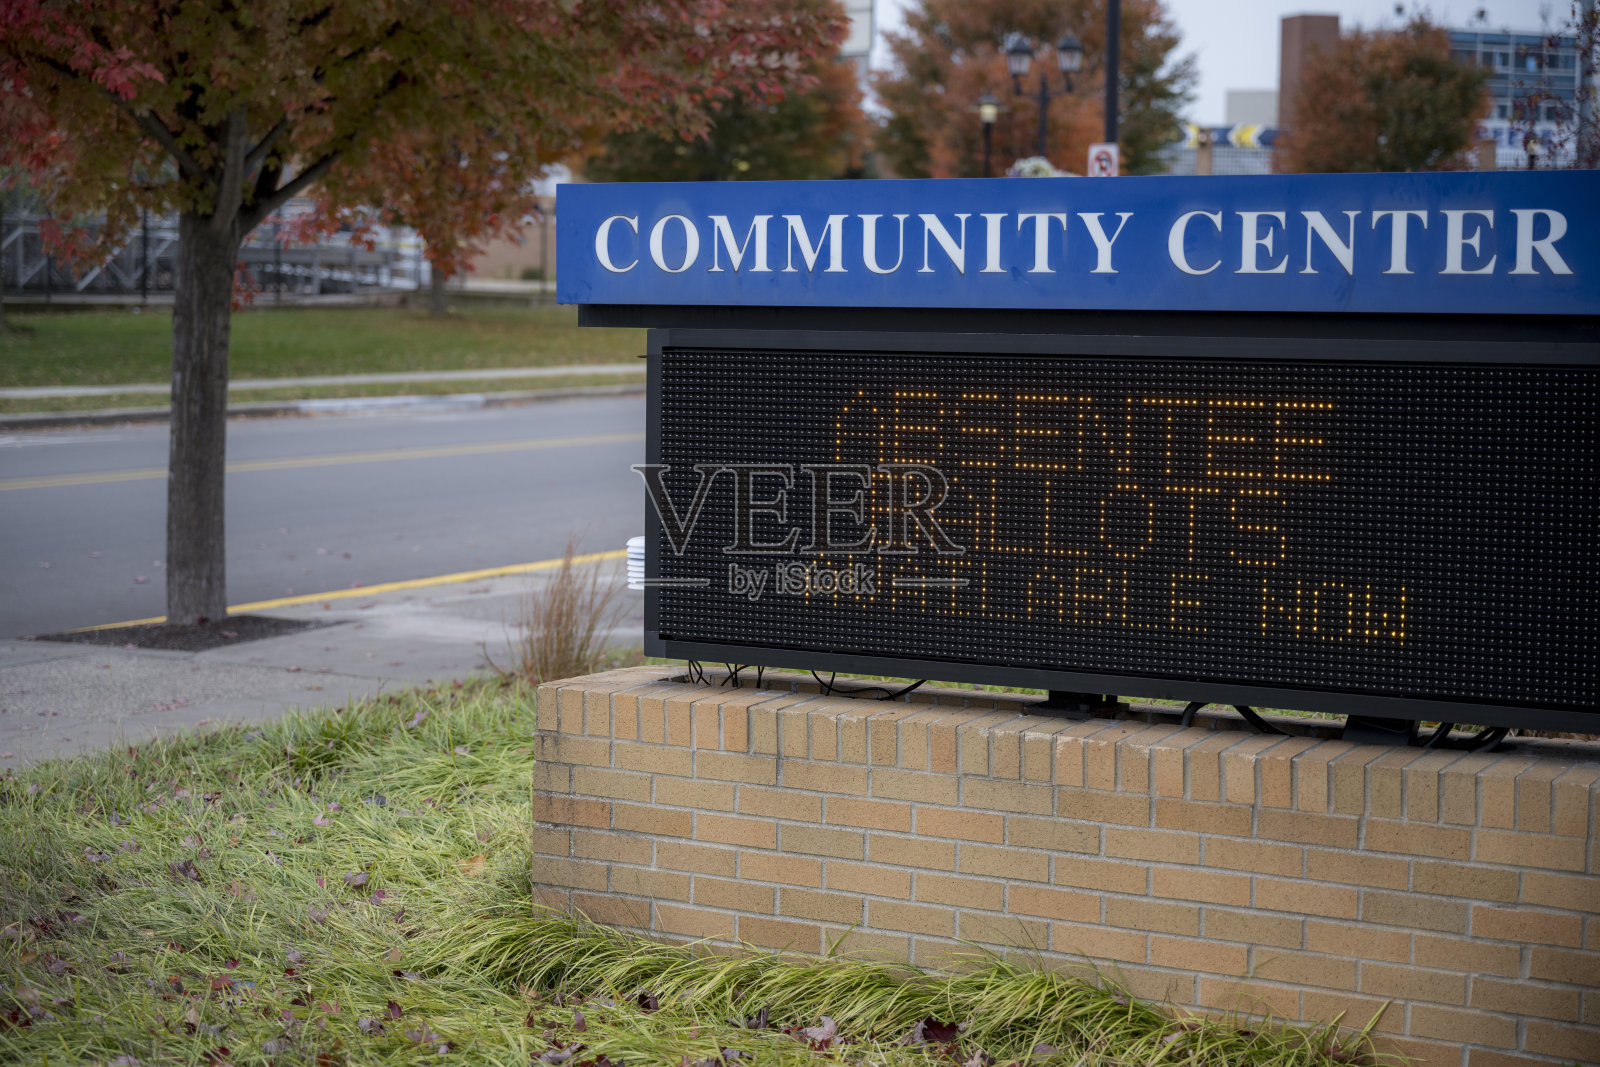 COMMUNITY CENTER
ABSENTEE
BALLOTS
AVAILABLE NOW
VEER
by iStock